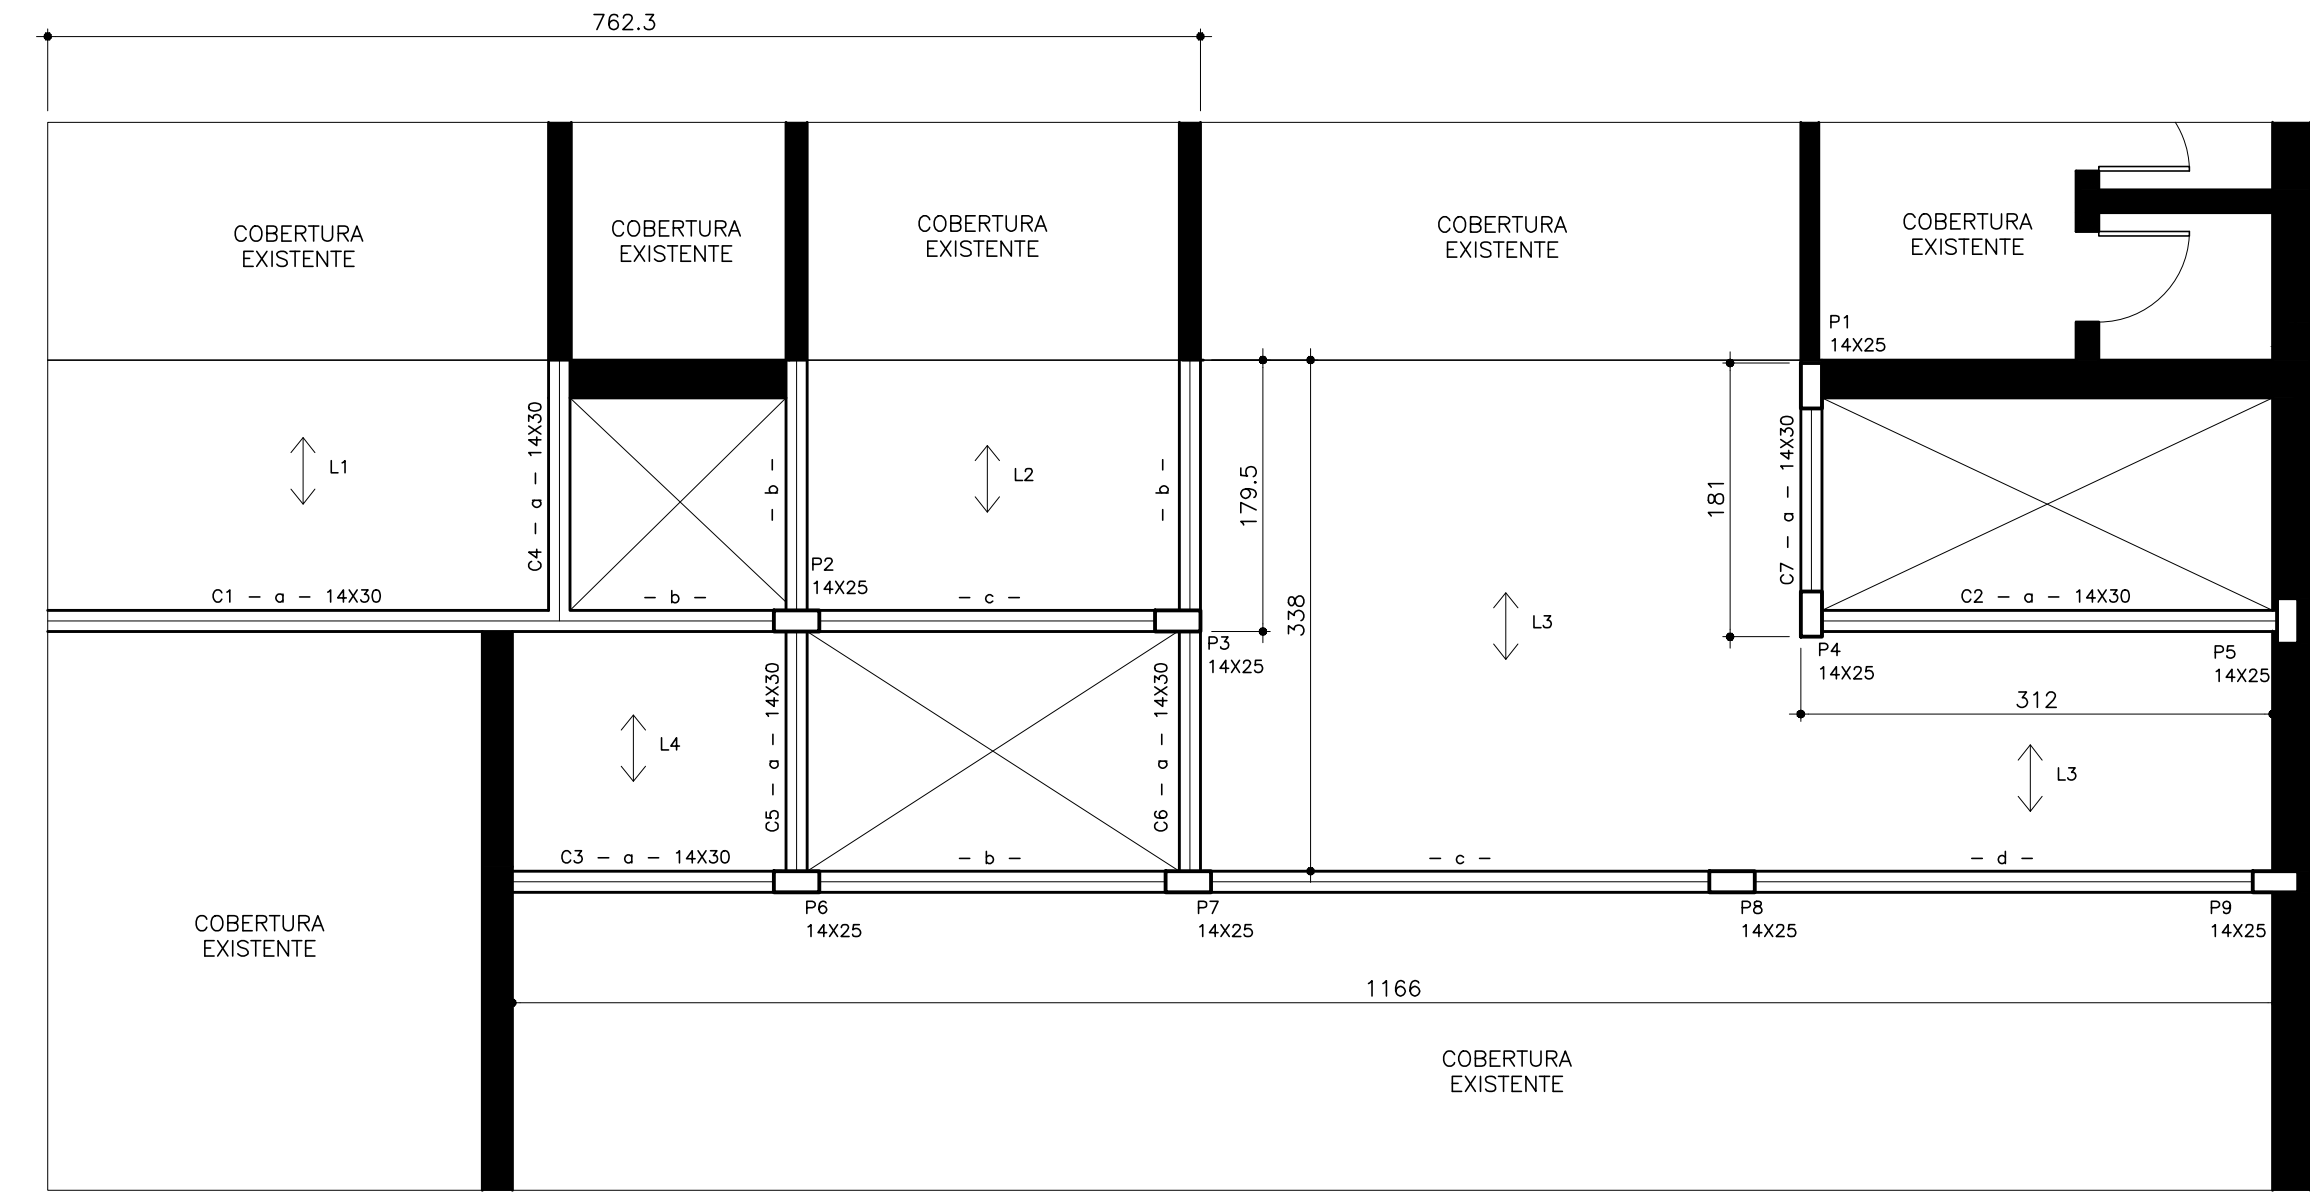 762.3
COBERTURA
EXISTENTE
COBERTURA
EXISTENTE
COBERTURA
EXISTENTE
COBERTURA
EXISTENTE
COBERTURA
EXISTENTE
P1
14X25
L1
C4 - a - 14X30
- b -
L2
- b -
179.5
338
181
C7 - a - 14X30
P2
14X25
C1 - a - 14X30
- b -
- c -
L3
C2 - a - 14X30
P3
14X25
P4
14X25
P5
14X25
312
L4
C5 - a - 14X30
C6 - a - 14X30
L3
C3 - a - 14X30
- b -
- c -
- d -
P6
14X25
P7
14X25
P8
14X25
P9
14X25
COBERTURA
EXISTENTE
1166
COBERTURA
EXISTENTE